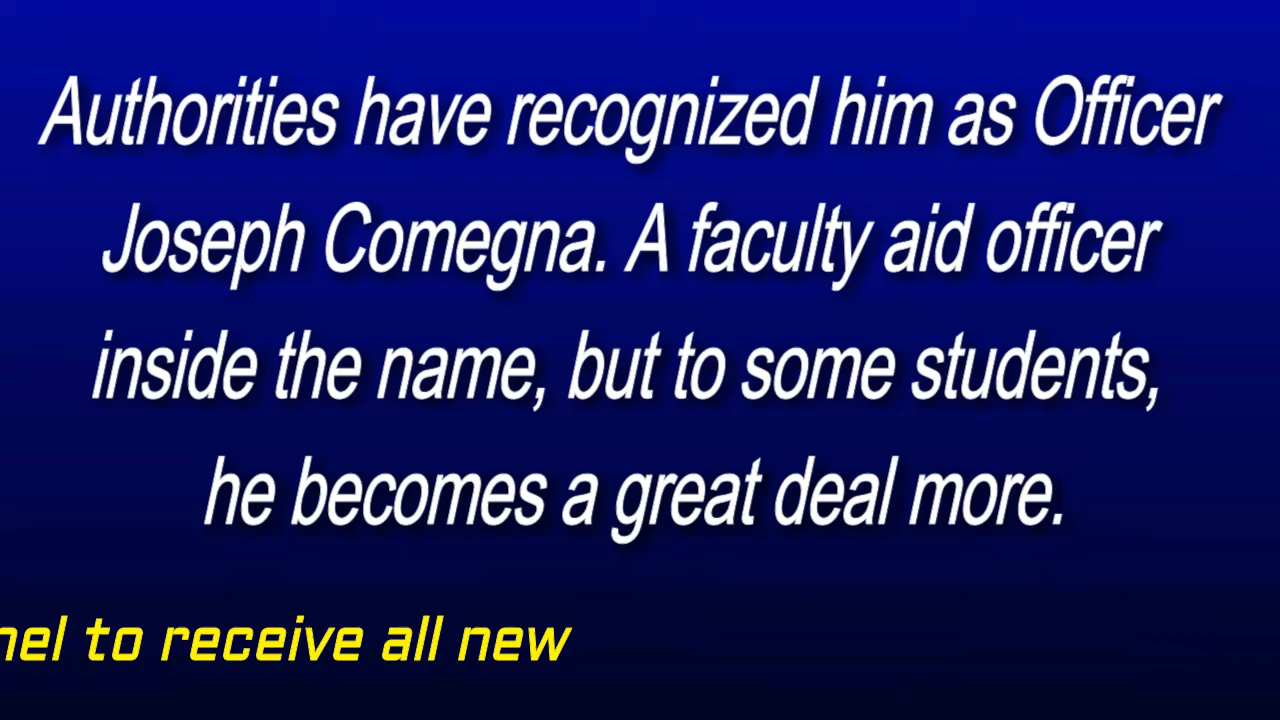 Authorities have recognized him as Officer
Joseph Comegna. A faculty aid officer
inside the name, but to some students,
he becomes a great deal more.
to receive all new